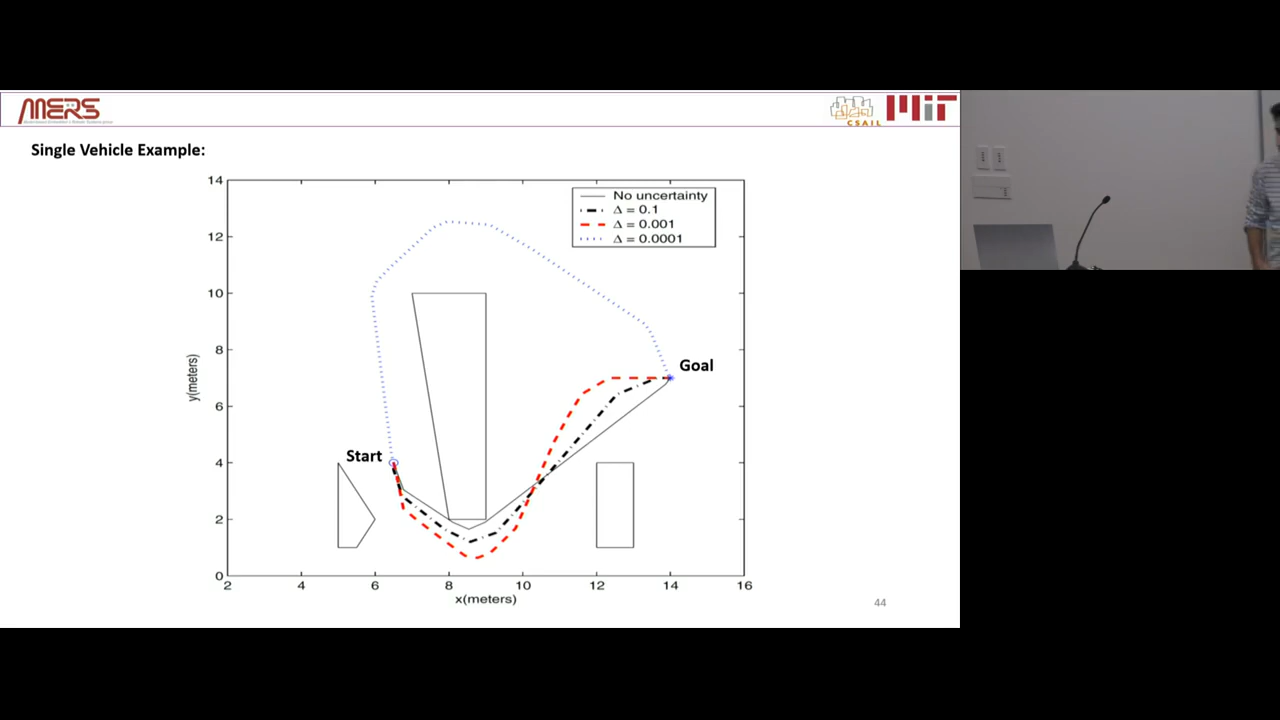 MERS
CSAIL
MIT
Single Vehicle Example:
14
12
10
8
6
4
2
0
2
4
6
8
10
12
14
16
y(meters)
x(meters)
No uncertainty
Δ = 0.1
Δ = 0.001
Δ = 0.0001
Start
Goal
44